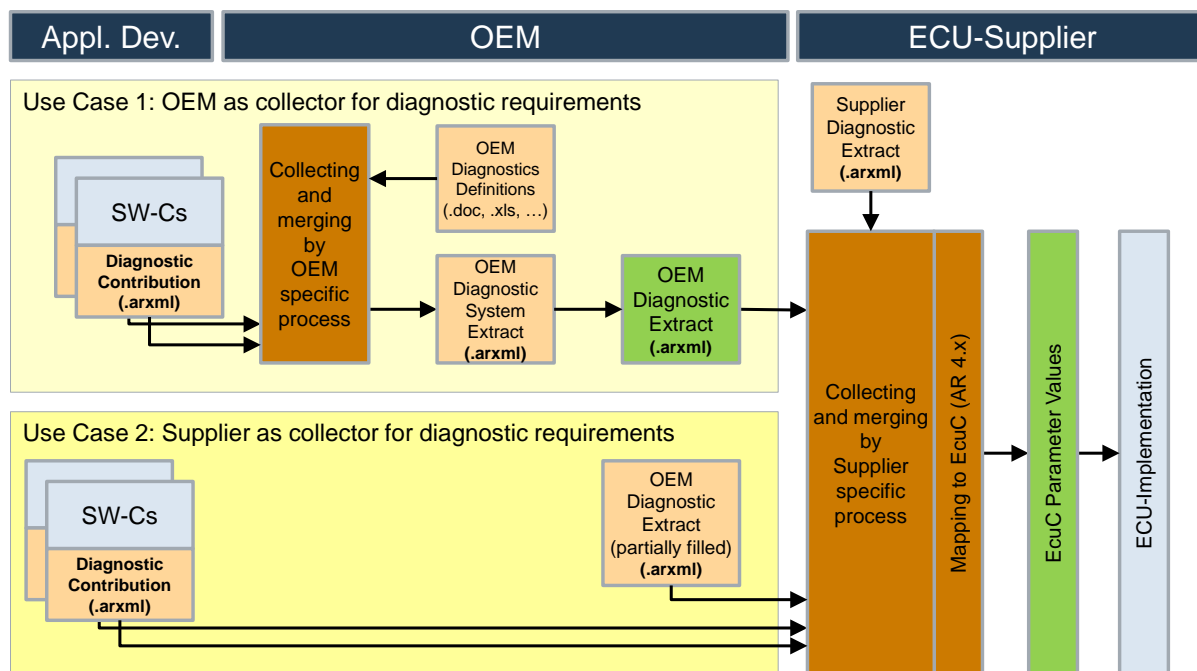 Appl. Dev.
OEM
ECU-Supplier
Use Case 1: OEM as collector for diagnostic requirements
SW-Cs
Diagnostic
Contribution
(.arxml)
Collecting
and
merging
by
OEM
specific
process
OEM
Diagnostics
Definitions
(.doc, .xls, …)
OEM
Diagnostic
System
Extract
(.arxml)
OEM
Diagnostic
Extract
(.arxml)
Supplier
Diagnostic
Extract
(.arxml)
Use Case 2: Supplier as collector for diagnostic requirements
SW-Cs
Diagnostic
Contribution
(.arxml)
OEM
Diagnostic
Extract
(partially filled)
(.arxml)
Collecting
and merging
by
Supplier
specific
process
Mapping to EcuC (AR 4.x)
EcuC Parameter Values
ECU-Implementation